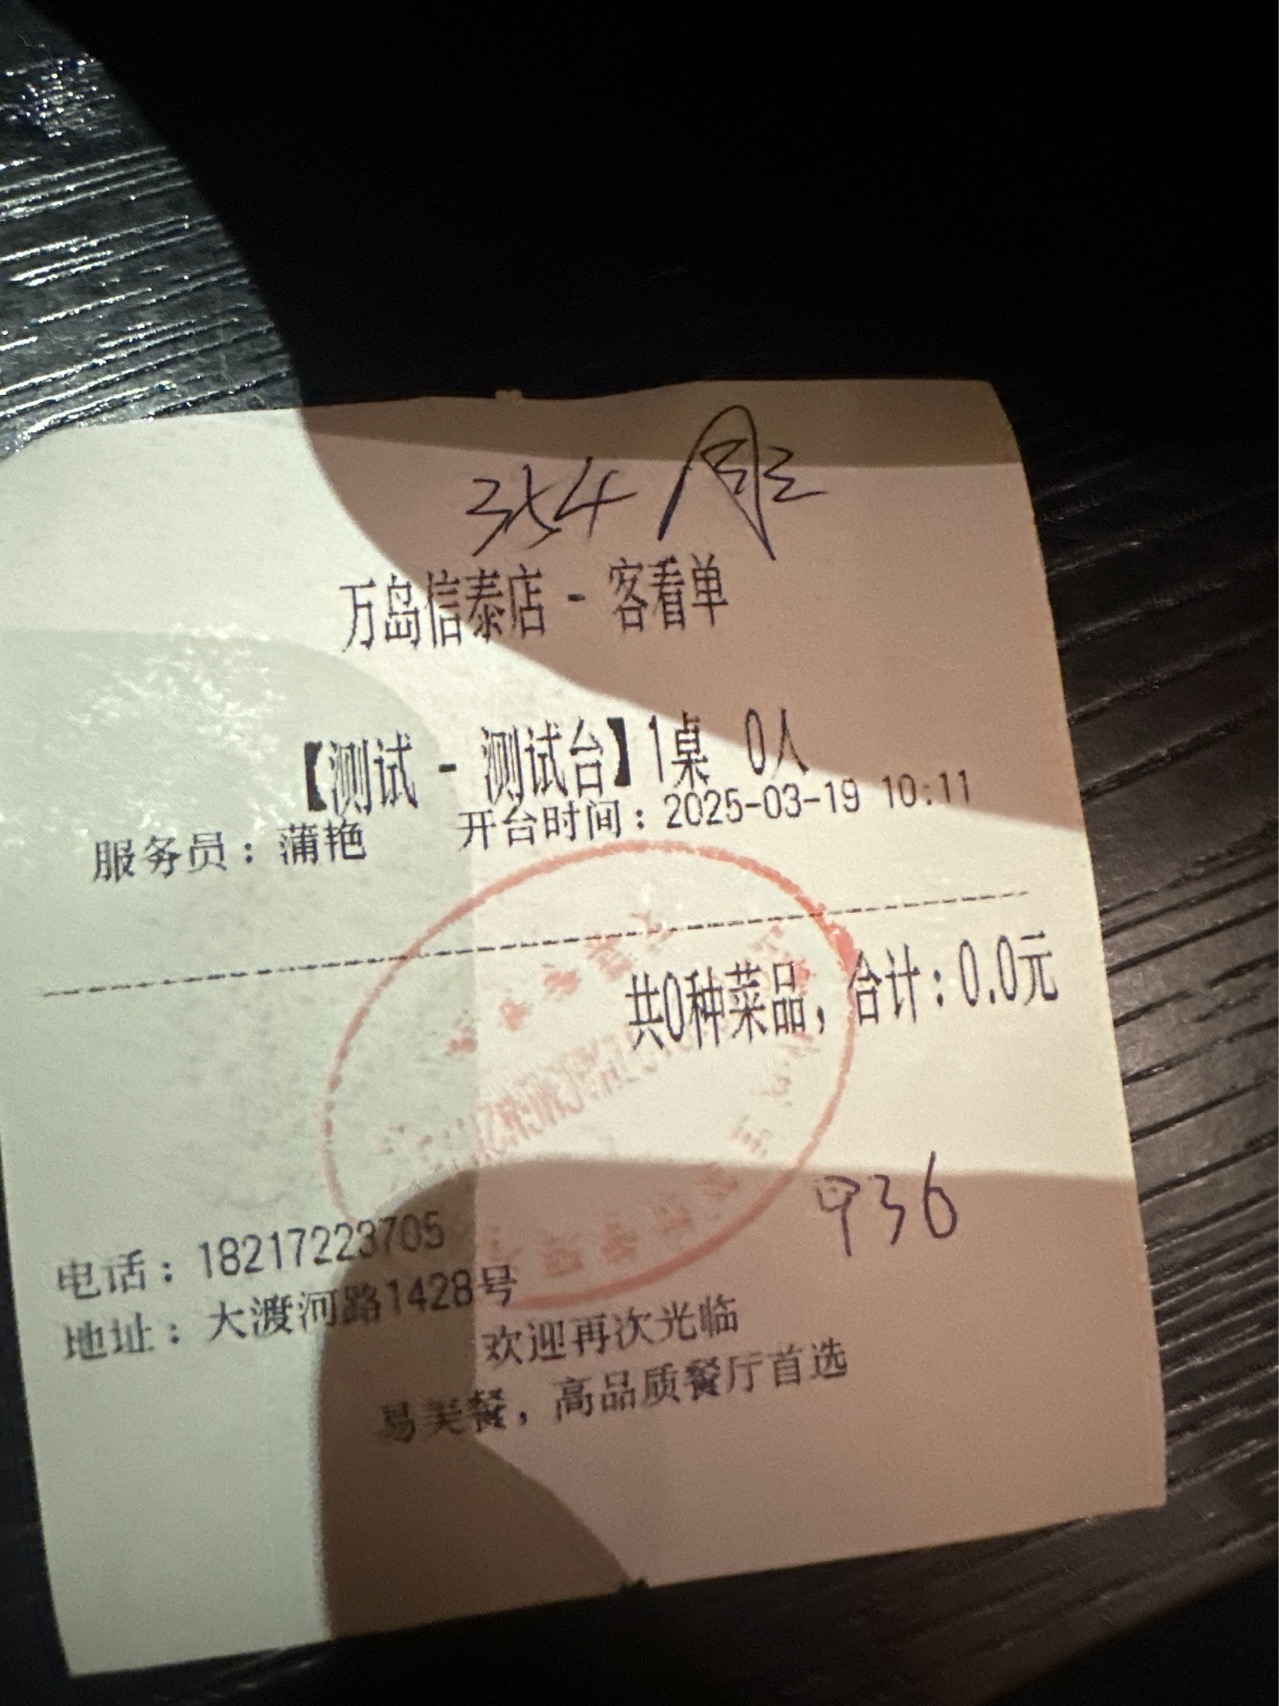 354
万岛信泰店 - 客看单
【测试 - 测试台】1桌 0人
服务员：蒲艳 开台时间：2025-03-19 10:11
共0种菜品，合计：0.0元
936
电话：18217223705
地址：大渡河路1428号
欢迎再次光临
易美餐，高品质餐厅首选